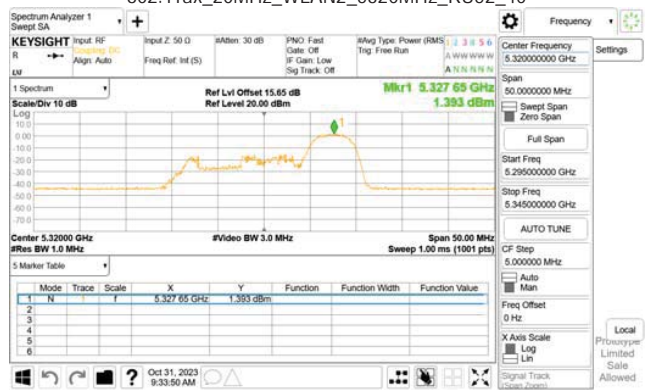 Spectrum Analyzer 1
Swept SA
Frequency
KEYSIGHT
Input: RF
Coupling: DC
Align: Auto
Input Z: 50 Ω
Freq Ref: Int (S)
#Atten: 30 dB
PNO: Fast
Gate: Off
IF Gain: Low
Sig Track: Off
#Avg Type: Power (RMS
Trig: Free Run
1 2 3 4 5 6
A W W W W W
A N N N N N
R
LXI
Center Frequency
5.320000000 GHz
Settings
Span
50.0000000 MHz
Swept Span
Zero Span
Full Span
Start Freq
5.295000000 GHz
Stop Freq
5.345000000 GHz
AUTO TUNE
CF Step
5.000000 MHz
Auto
Man
Freq Offset
0 Hz
X Axis Scale
Log
Lin
Signal Track
(Span Zoom)
Local
Prototype
Limited
Sale
Allowed
1 Spectrum
Scale/Div 10 dB
Ref Lvl Offset 15.65 dB
Ref Level 20.00 dBm
Mkr1 5.327 65 GHz
1.393 dBm
Log
10.0
0.00
-10.0
-20.0
-30.0
-40.0
-50.0
-60.0
-70.0
1
Center 5.32000 GHz
#Res BW 1.0 MHz
#Video BW 3.0 MHz
Span 50.00 MHz
Sweep 1.00 ms (1001 pts)
5 Marker Table
Mode Trace Scale X Y Function Function Width Function Value
1 N 1 f 5.327 65 GHz 1.393 dBm
2
3
4
5
6
?
Oct 31, 2023
9:33:50 AM